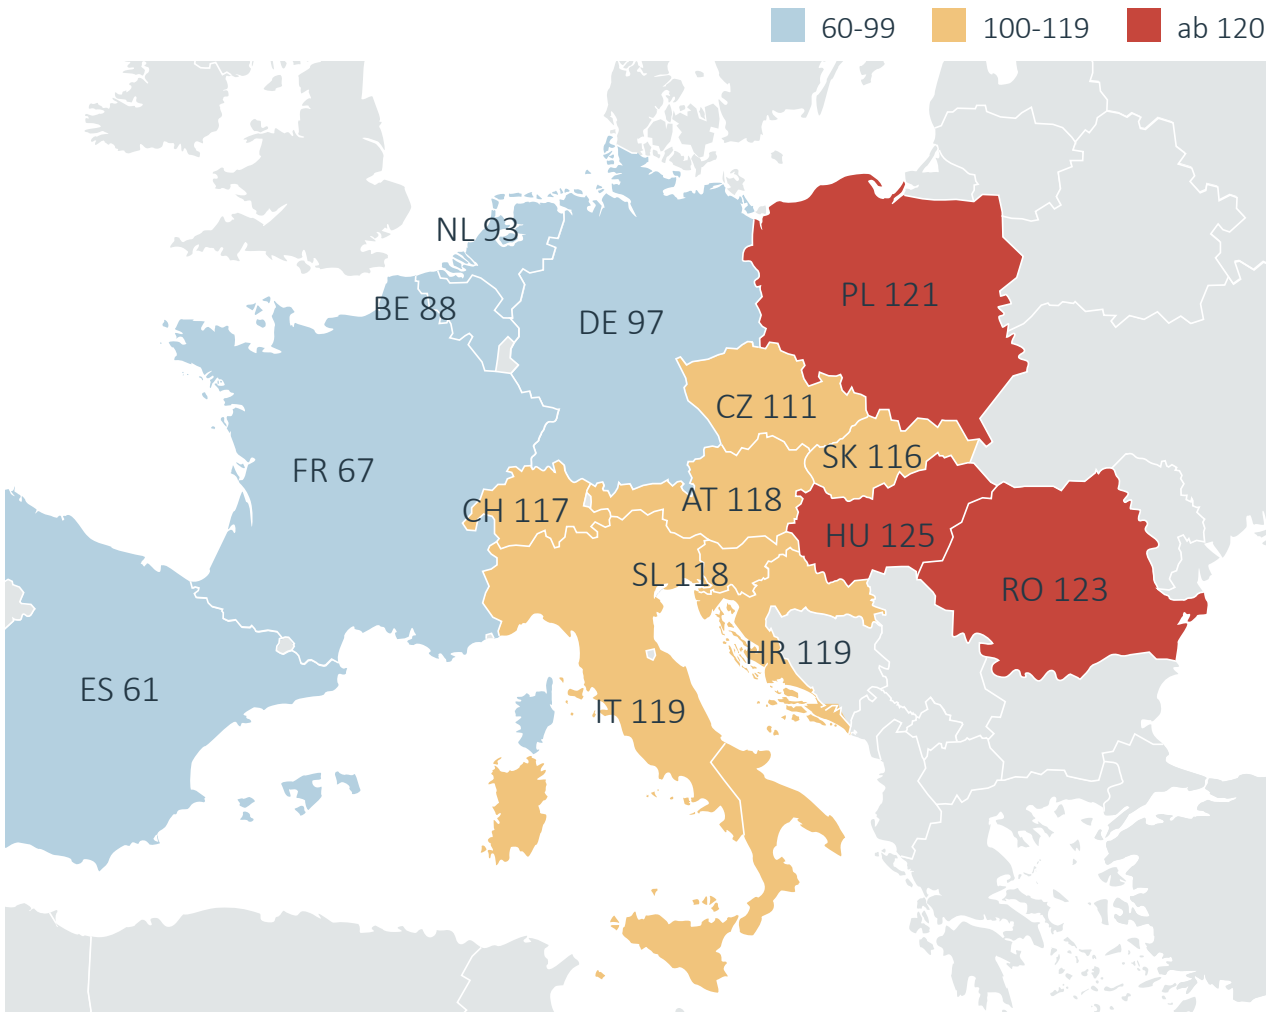 60-99
100-119
ab 120
NL 93
PL 121
BE 88
DE 97
CZ 111
SK 116
FR 67
AT 118
CH 117
HU 125
SL 118
RO 123
HR 119
ES 61
IT 119